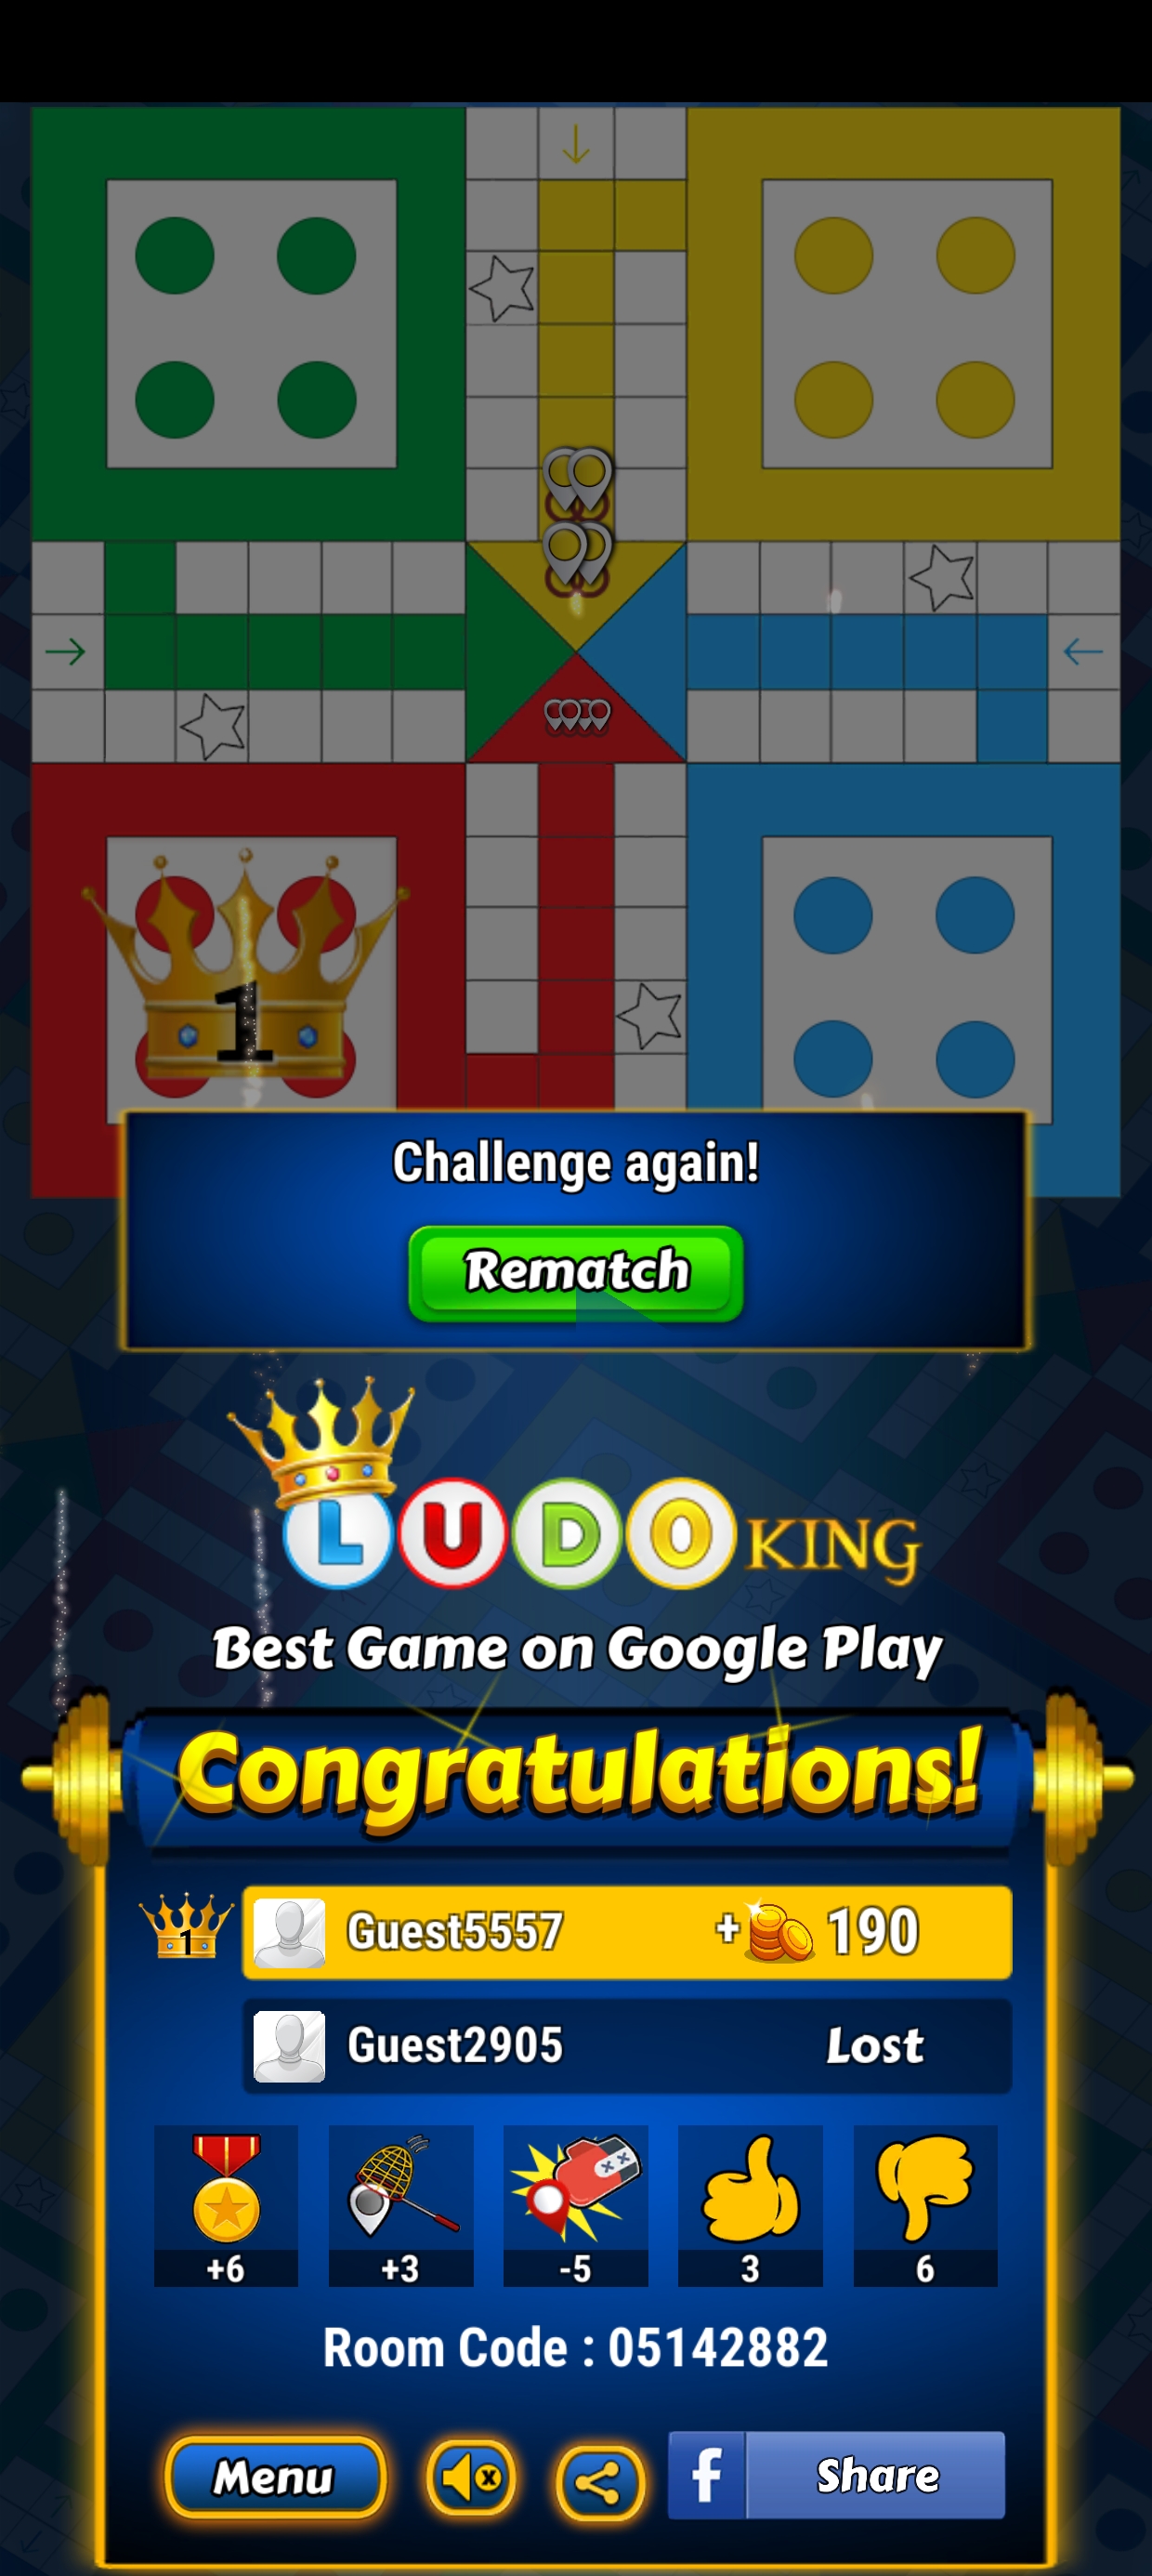 1
Challenge again!
Rematch
LUDO KING
Best Game on Google Play
Congratulations!
1 Guest5557 + 190
Guest2905 Lost
+6 +3 -5 3 6
Room Code : 05142882
Menu f Share